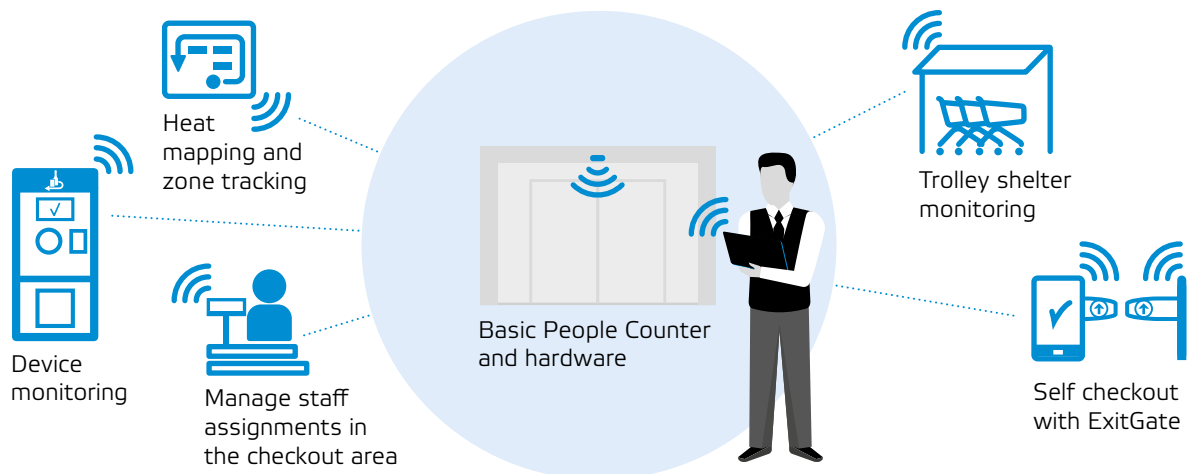 Heat
mapping and
zone tracking
Device
monitoring
Manage staff
assignments in
the checkout area
Basic People Counter
and hardware
Trolley shelter
monitoring
Self checkout
with ExitGate